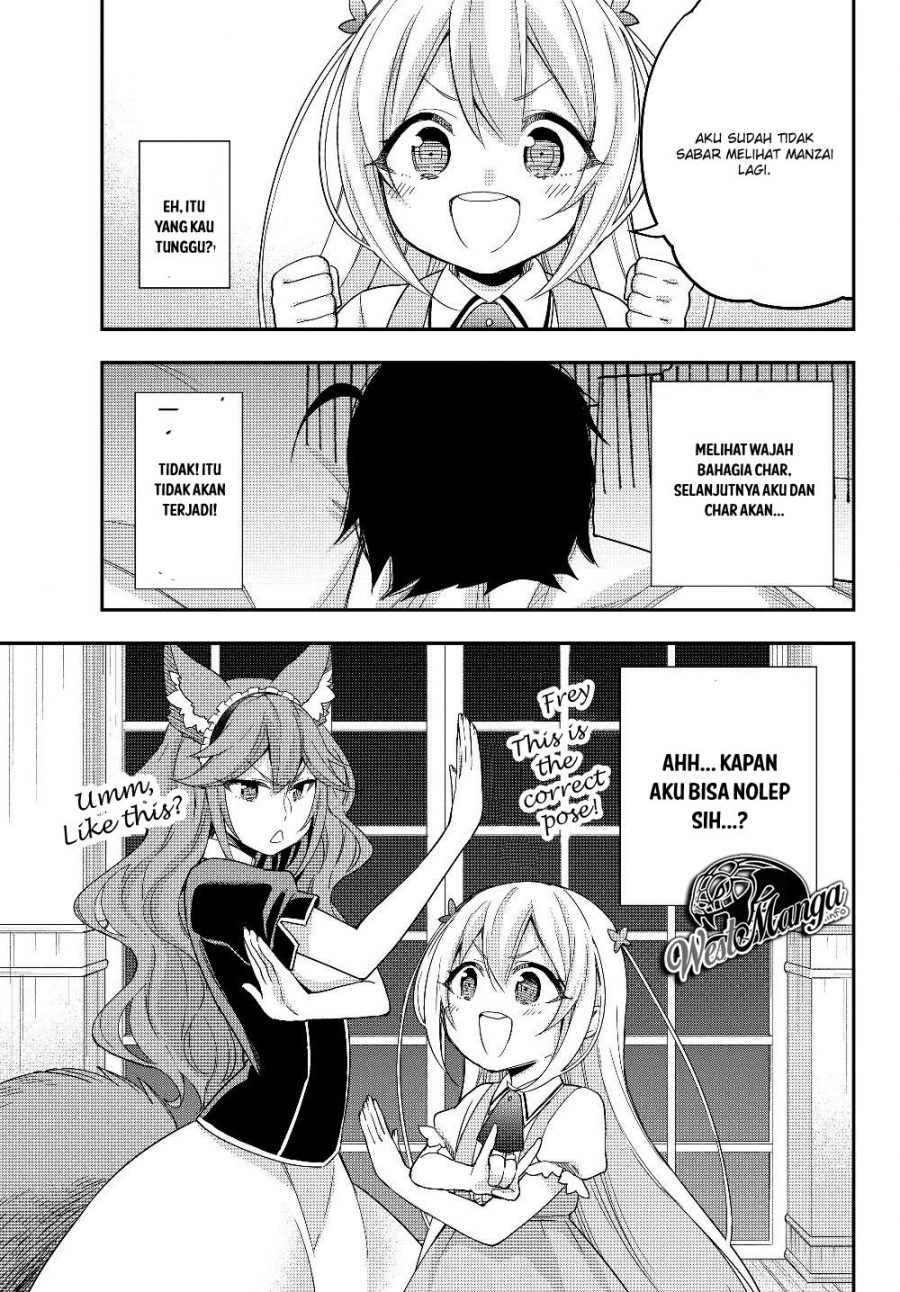 AKU SUDAH TIDAK
SABAR MELIHAT MANZAI
LAGI.
EH, ITU
YANG KAU
TUNGGU?
MELIHAT WAJAH
BAHAGIA CHAR,
SELANJUTNYA AKU DAN
CHAR AKAN...
TIDAK! ITU
TIDAK AKAN
TERJADI!
AHH... KAPAN
AKU BISA NOLEP
SIH...?
Frey
This is
the
correct
pose!
Umm,
Like this?
WestManga
.info